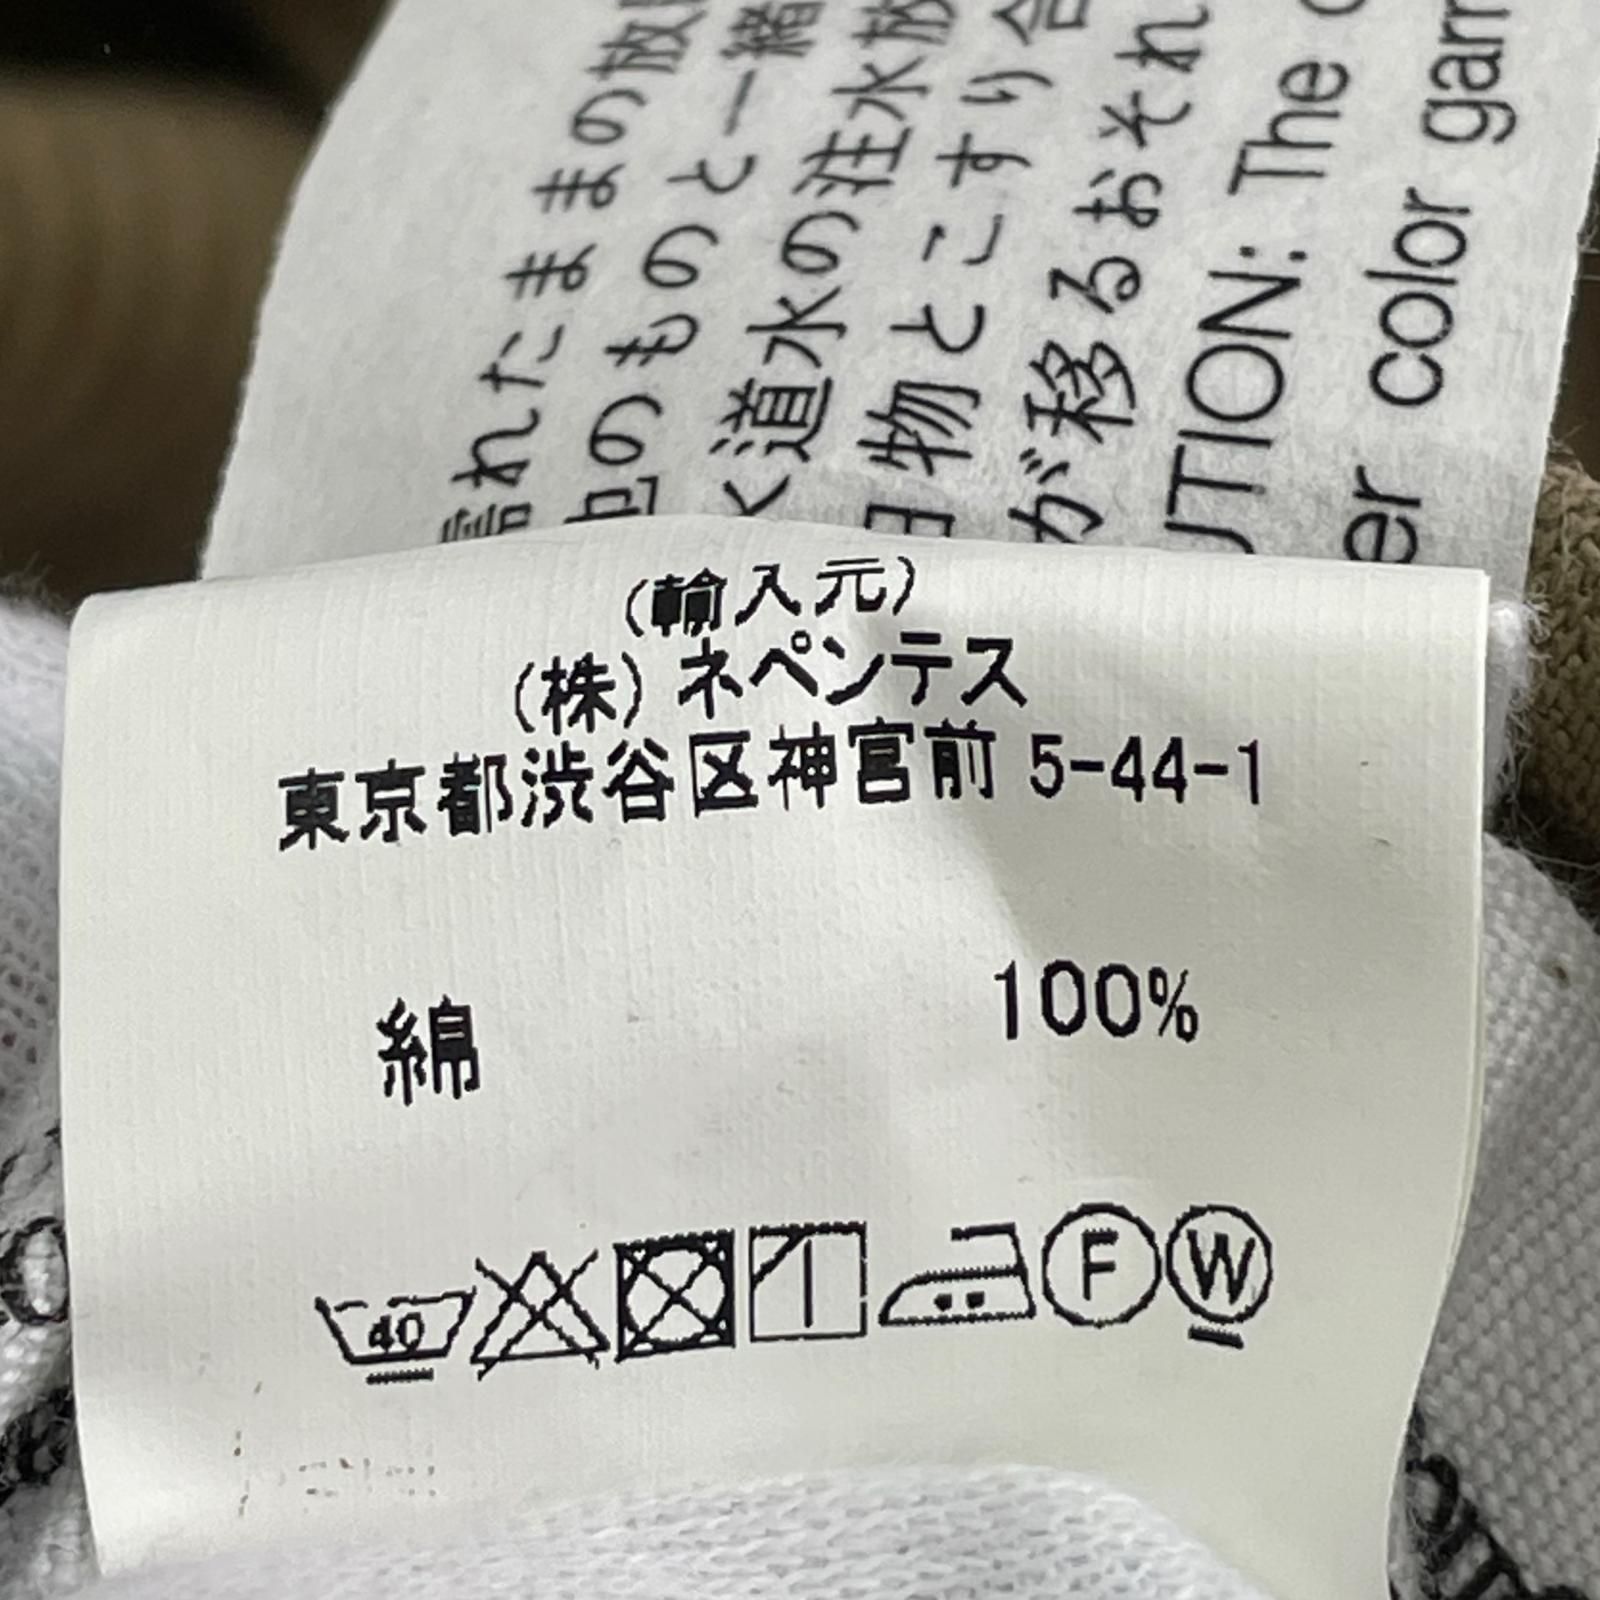 れたままの放
のものと一緒
く道水の注水放
物とこすり合
が移るおそれ
TION: The
er color gar
(輸入元)
(株) ネペンテス
東京都渋谷区神宮前 5-44-1
綿 100%
40
F W